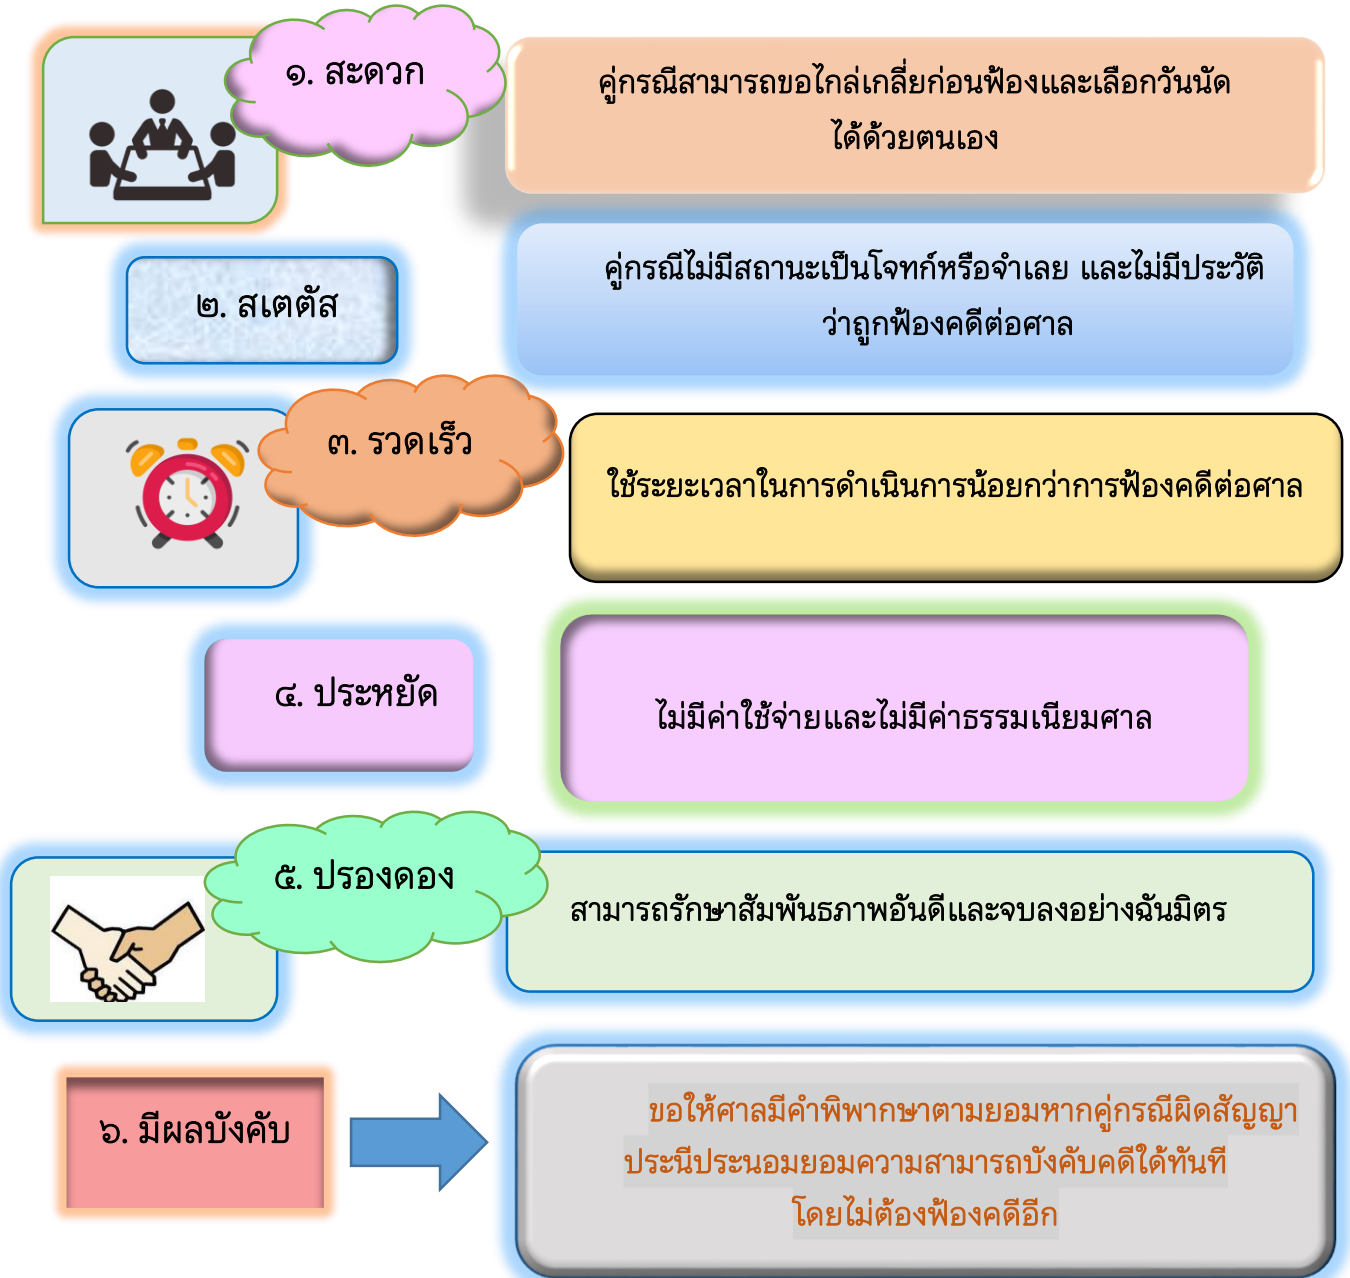 ๑. สะดวก
คู่กรณีสามารถขอไกล่เกลี่ยก่อนฟ้องและเลือกวันนัด
ได้ด้วยตนเอง
๒. สเตตัส
คู่กรณีไม่มีสถานะเป็นโจทก์หรือจำเลย และไม่มีประวัติ
ว่าถูกฟ้องคดีต่อศาล
๓. รวดเร็ว
ใช้ระยะเวลาในการดำเนินการน้อยกว่าการฟ้องคดีต่อศาล
๔. ประหยัด
ไม่มีค่าใช้จ่ายและไม่มีค่าธรรมเนียมศาล
๕. ปรองดอง
สามารถรักษาสัมพันธภาพอันดีและจบลงอย่างฉันมิตร
๖. มีผลบังคับ
ขอให้ศาลมีคำพิพากษาตามยอมหากคู่กรณีผิดสัญญา
ประนีประนอมยอมความสามารถบังคับคดีใด้ทันที
โดยไม่ต้องฟ้องคดีอีก